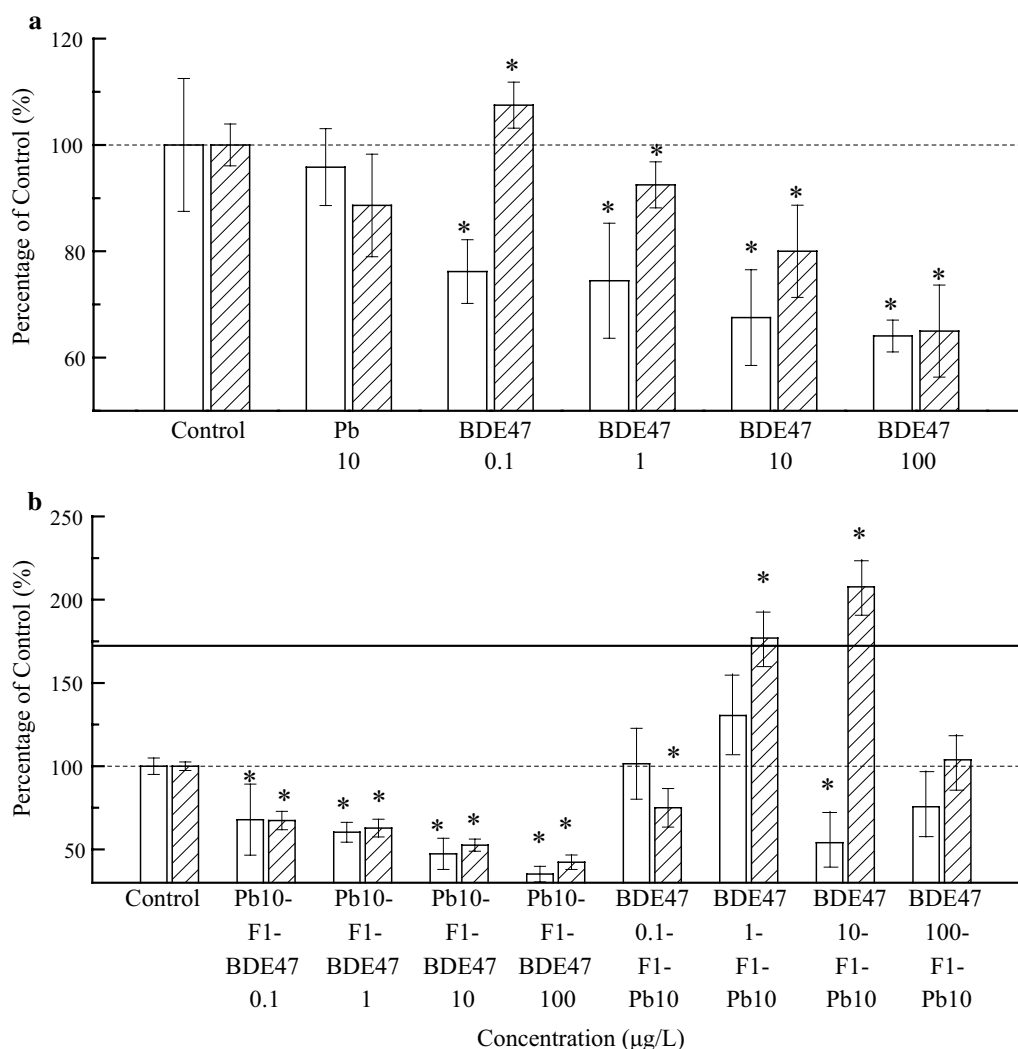 a
Percentage of Control (%)
120
100
80
60
* * * * * * * *
Control Pb BDE47 BDE47 BDE47 BDE47
10 0.1 1 10 100
b
Percentage of Control (%)
250
200
150
100
50
* * * * * * * * * * * *
Control Pb10- Pb10- Pb10- Pb10- BDE47 BDE47 BDE47 BDE47
F1- F1- F1- F1- 0.1- 1- 10- 100-
BDE47 BDE47 BDE47 BDE47 F1- F1- F1- F1-
0.1 1 10 100 Pb10 Pb10 Pb10 Pb10
Concentration (μg/L)